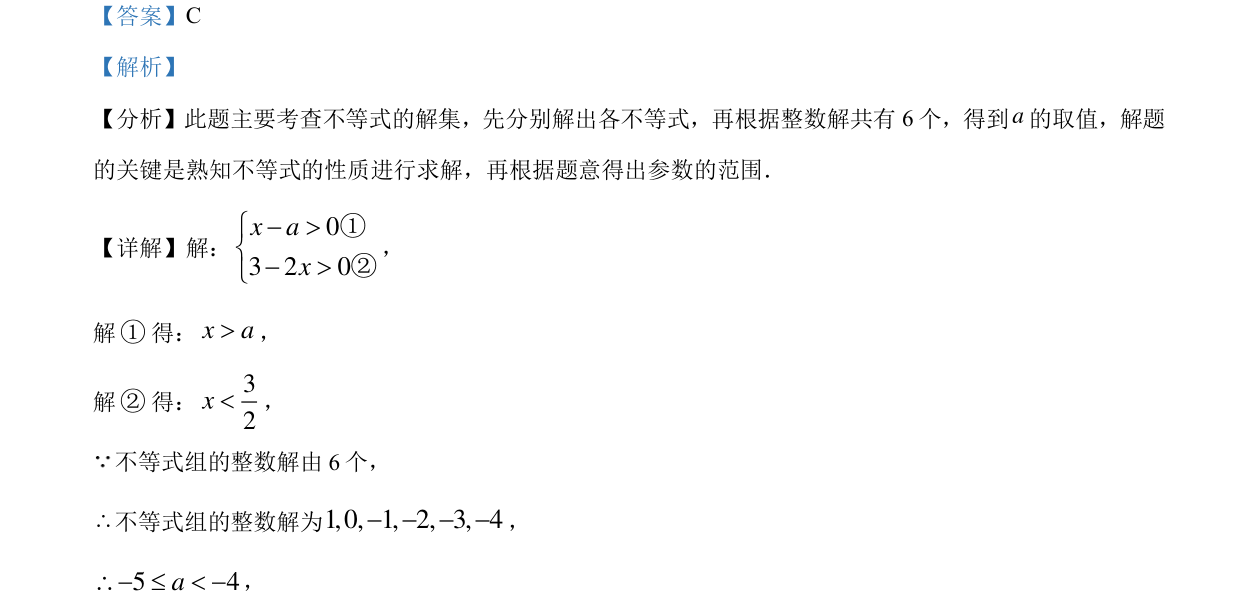 【答案】C
【解析】
【分析】此题主要考查不等式的解集，先分别解出各不等式，再根据整数解共有 6 个，得到 a 的取值，解题
的关键是熟知不等式的性质进行求解，再根据题意得出参数的范围．
【详解】解：{x－a＞0①
3－2x＞0②，
解①得：x＞a，
解②得：x＜3/2，
∵不等式组的整数解由 6 个，
∴不等式组的整数解为1,0,−1,−2,−3,−4，
∴−5≤a＜−4，